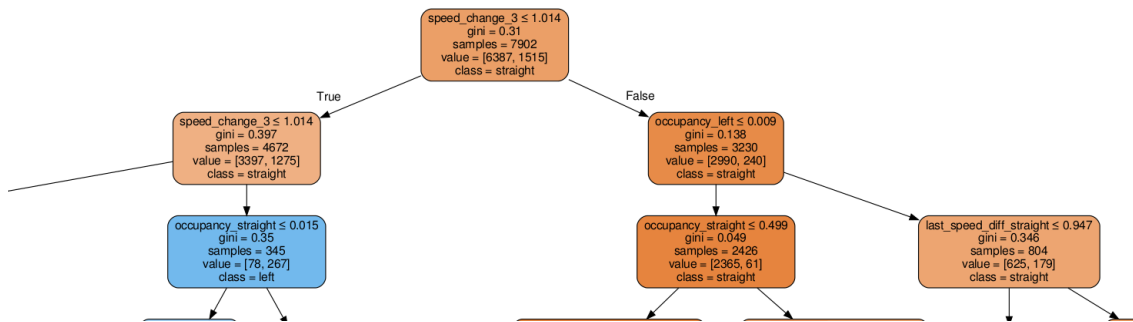 speed_change_3 ≤ 1.014
gini = 0.31
samples = 7902
value = [6387, 1515]
class = straight
True
False
speed_change_3 ≤ 1.014
gini = 0.397
samples = 4672
value = [3397, 1275]
class = straight
occupancy_left ≤ 0.009
gini = 0.138
samples = 3230
value = [2990, 240]
class = straight
occupancy_straight ≤ 0.015
gini = 0.35
samples = 345
value = [78, 267]
class = left
occupancy_straight ≤ 0.499
gini = 0.049
samples = 2426
value = [2365, 61]
class = straight
last_speed_diff_straight ≤ 0.947
gini = 0.346
samples = 804
value = [625, 179]
class = straight